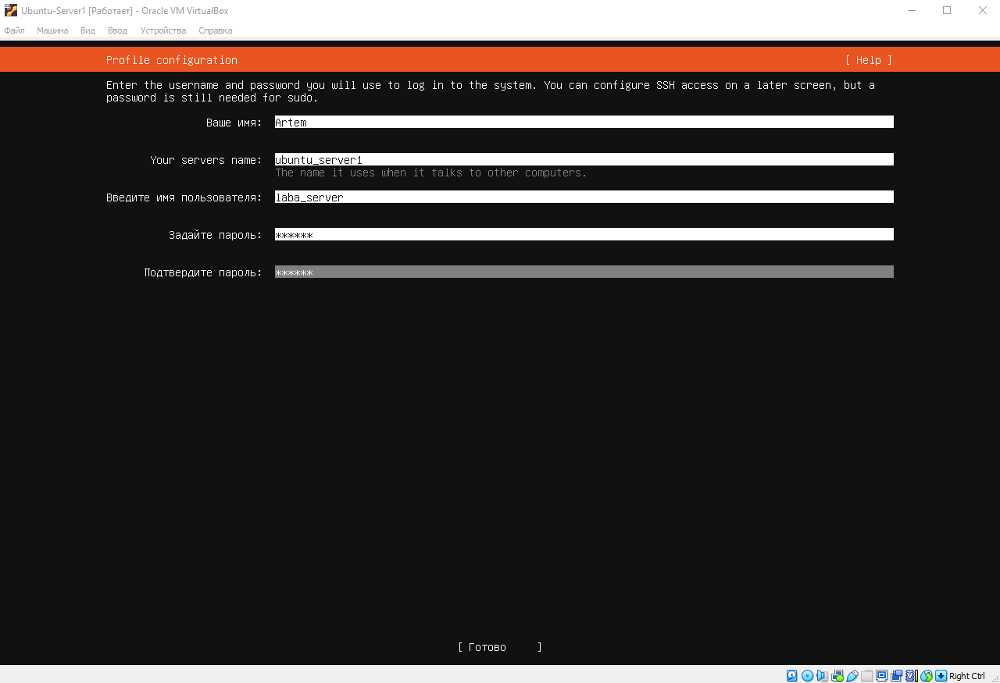 Ubuntu-Server1 [Работает] - Oracle VM VirtualBox
Файл Машина Вид Ввод Устройства Справка
Profile configuration [ Help ]
Enter the username and password you will use to log in to the system. You can configure SSH access on a later screen, but a
password is still needed for sudo.
Ваше имя: Artem
Your servers name: ubuntu_server1
The name it uses when it talks to other computers.
Введите имя пользователя: laba_server
Задайте пароль: ******
Подтвердите пароль: ******
[ Готово ]
Right Ctrl